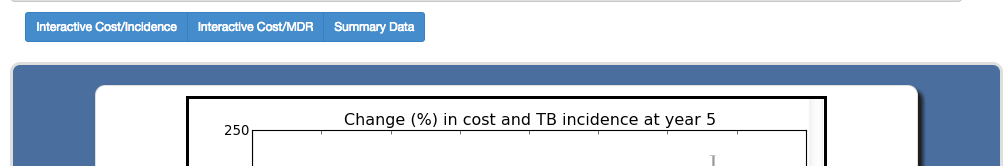 Interactive Cost/Incidence Interactive Cost/MDR Summary Data
Change (%) in cost and TB incidence at year 5
250